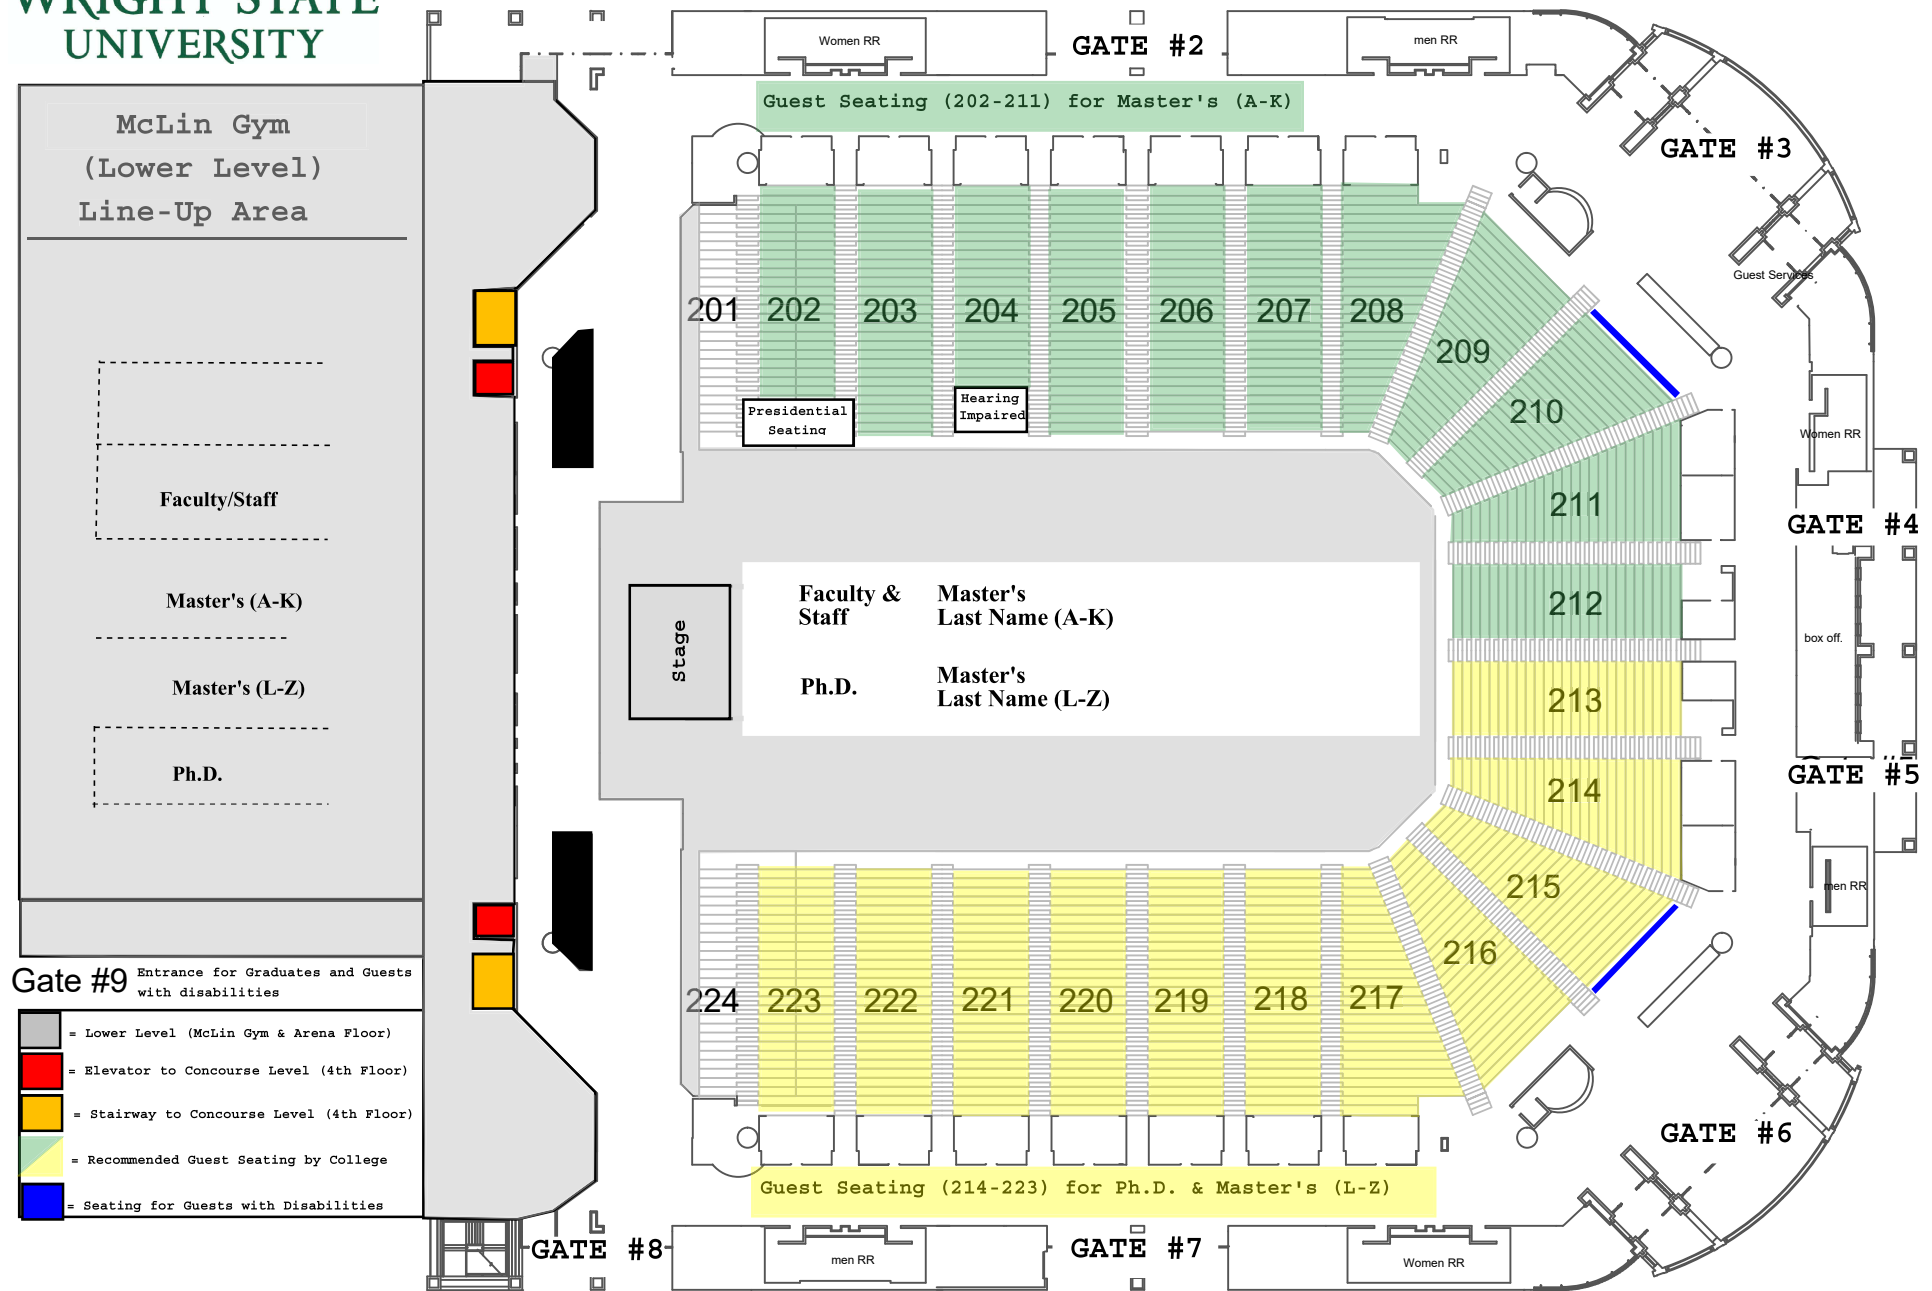 WRIGHT STATE
UNIVERSITY
Women RR
GATE #2
men RR
Guest Seating (202-211) for Master's (A-K)
McLin Gym
(Lower Level)
Line-Up Area
GATE #3
Guest Services
201 202 203 204 205 206 207 208
209
210
211
212
213
214
215
216
Presidential
Seating
Hearing
Impaired
Women RR
GATE #4
box off.
GATE #5
men RR
Faculty/Staff
Master's (A-K)
Master's (L-Z)
Ph.D.
Stage
Faculty &
Staff
Master's
Last Name (A-K)
Ph.D.
Master's
Last Name (L-Z)
224 223 222 221 220 219 218 217
Gate #9 Entrance for Graduates and Guests
with disabilities
= Lower Level (McLin Gym & Arena Floor)
= Elevator to Concourse Level (4th Floor)
= Stairway to Concourse Level (4th Floor)
= Recommended Guest Seating by College
= Seating for Guests with Disabilities
GATE #6
Guest Seating (214-223) for Ph.D. & Master's (L-Z)
GATE #8
men RR
GATE #7
Women RR